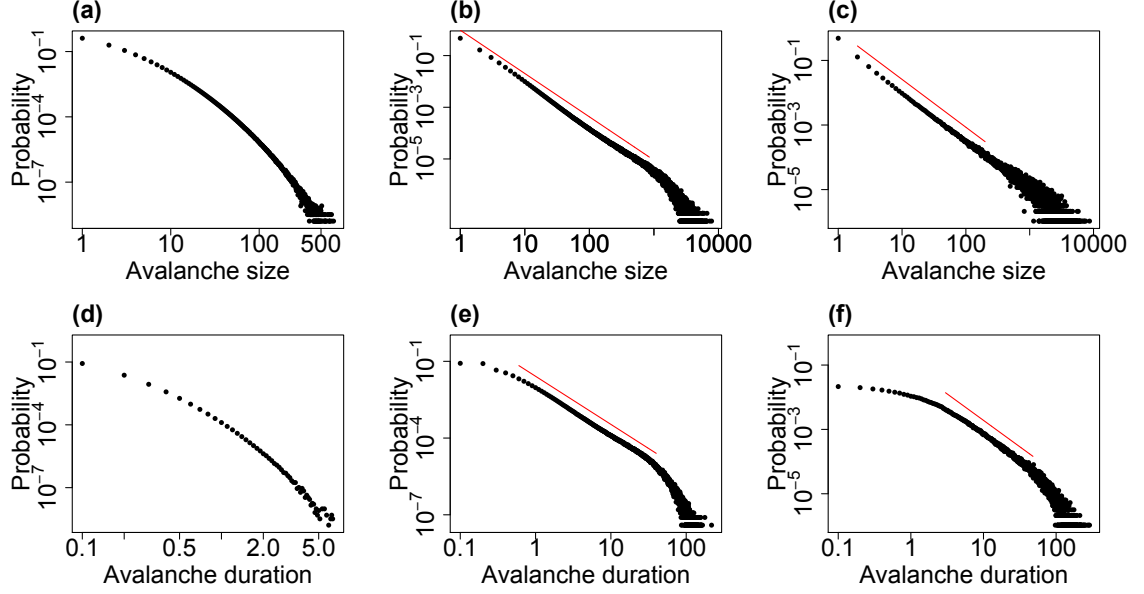 (a)
Probability
10⁻¹
10⁻⁴
10⁻⁷
1 10 100 500
Avalanche size
(b)
Probability
10⁻¹
10⁻³
10⁻⁵
1 10 100 10000
Avalanche size
(c)
Probability
10⁻¹
10⁻³
10⁻⁵
1 10 100 10000
Avalanche size
(d)
Probability
10⁻¹
10⁻⁴
10⁻⁷
0.1 0.5 2.0 5.0
Avalanche duration
(e)
Probability
10⁻¹
10⁻⁴
10⁻⁷
0.1 1 10 100
Avalanche duration
(f)
Probability
10⁻¹
10⁻³
10⁻⁵
0.1 1 10 100
Avalanche duration